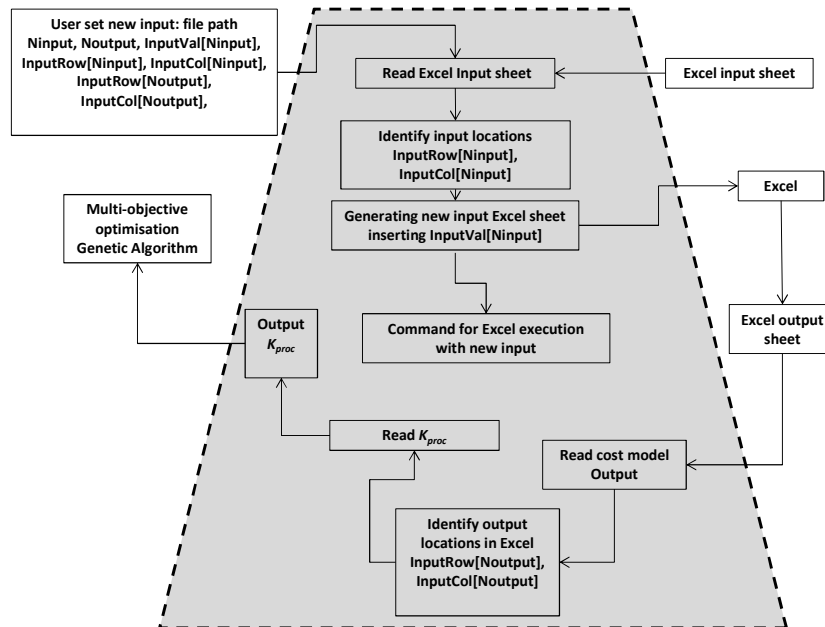 User set new input: file path
Ninput, Noutput, InputVal[Ninput],
InputRow[Ninput], InputCol[Ninput],
InputRow[Noutput],
InputCol[Noutput],
Read Excel Input sheet
Excel input sheet
Identify input locations
InputRow[Ninput],
InputCol[Ninput]
Generating new input Excel sheet
inserting InputVal[Ninput]
Excel
Multi-objective
optimisation
Genetic Algorithm
Command for Excel execution
with new input
Excel output
sheet
Output
Kproc
Read Kproc
Read cost model
Output
Identify output
locations in Excel
InputRow[Noutput],
InputCol[Noutput]